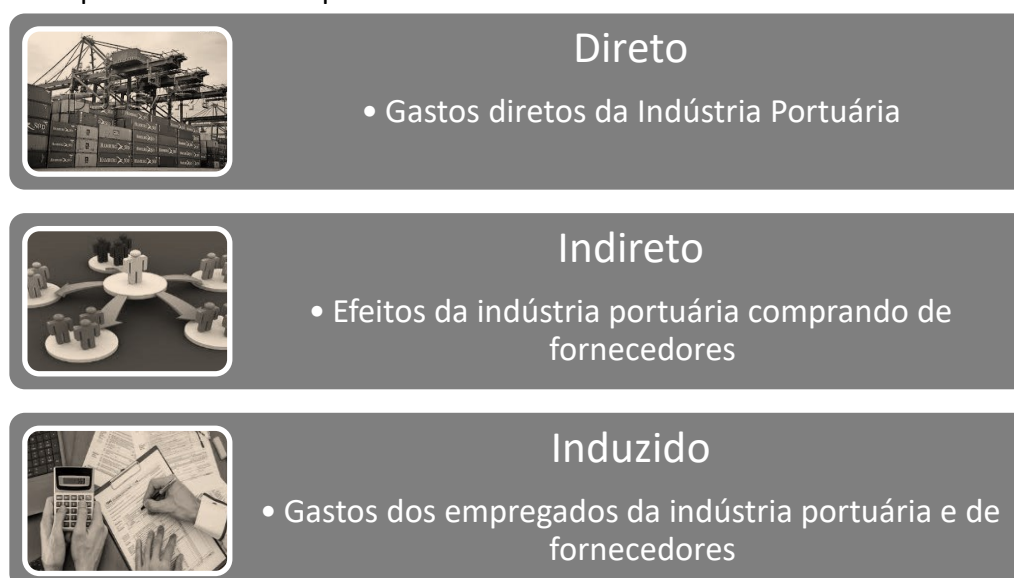 Direto
• Gastos diretos da Indústria Portuária
Indireto
• Efeitos da indústria portuária comprando de
fornecedores
Induzido
• Gastos dos empregados da indústria portuária e de
fornecedores